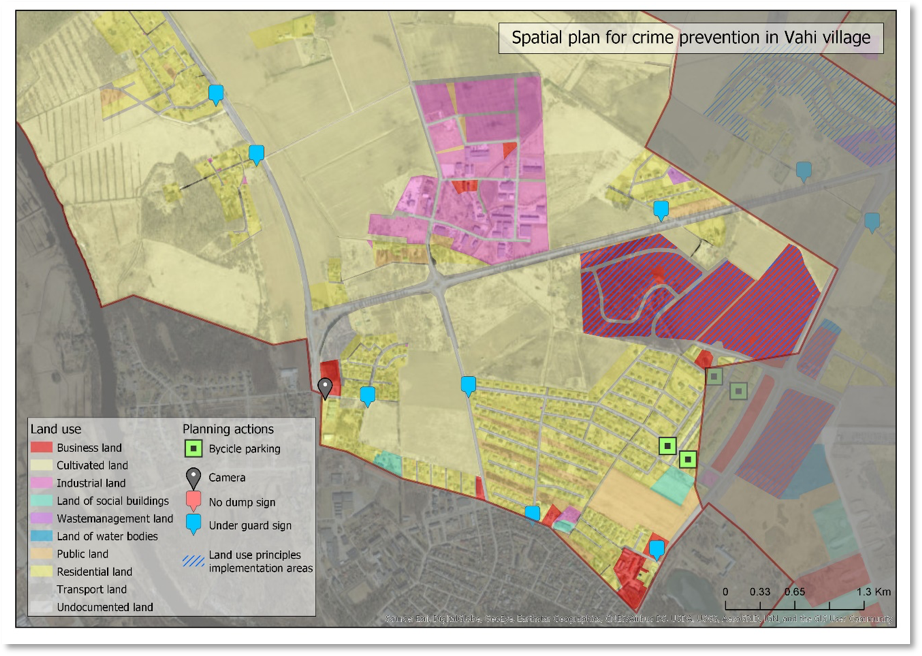 Spatial plan for crime prevention in Vahi village
Land use
Business land
Cultivated land
Industrial land
Land of social buildings
Wastemanagement land
Land of water bodies
Public land
Residential land
Transport land
Undocumented land
Planning actions
Bycicle parking
Camera
No dump sign
Under guard sign
Land use principles
implementation areas
0 0.33 0.65 1.3 Km